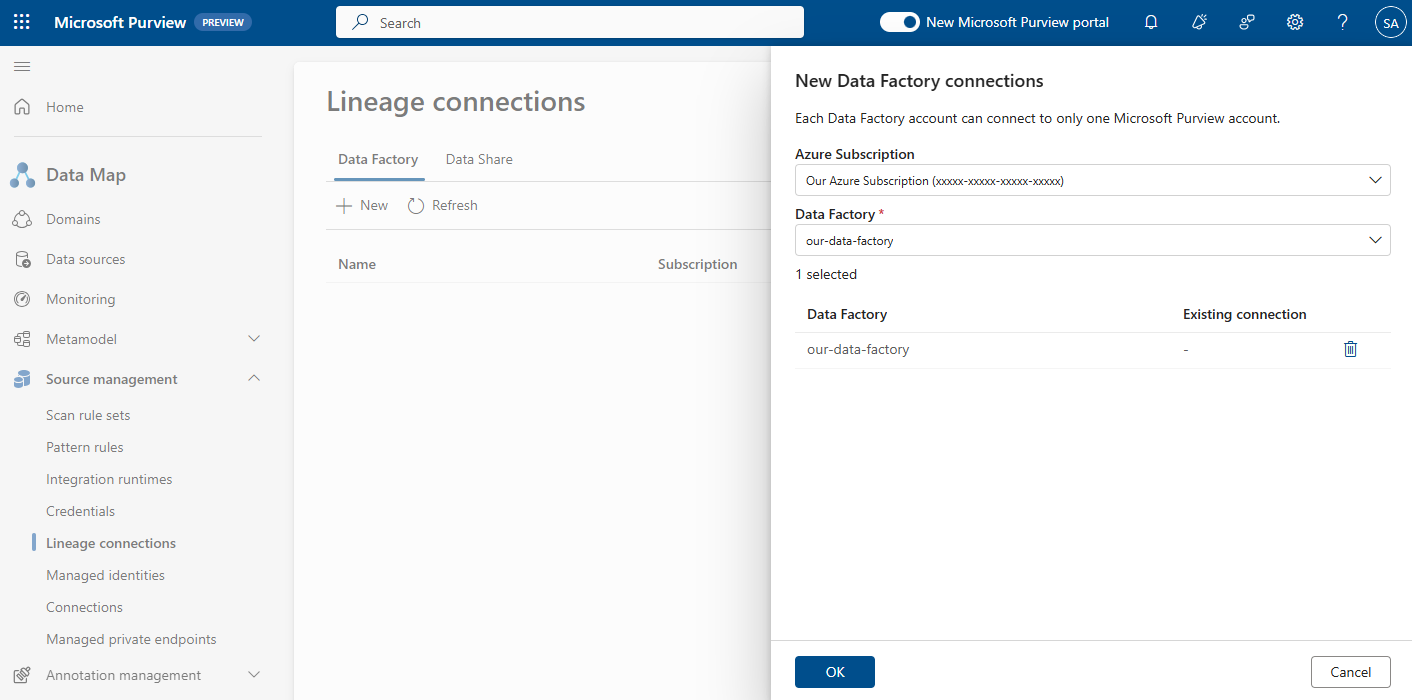 Microsoft Purview PREVIEW
Search
New Microsoft Purview portal
? SA
Home
Data Map
Domains
Data sources
Monitoring
Metamodel
Source management
Scan rule sets
Pattern rules
Integration runtimes
Credentials
Lineage connections
Managed identities
Connections
Managed private endpoints
Annotation management
Lineage connections
Data Factory Data Share
New Refresh
Name Subscription
New Data Factory connections
Each Data Factory account can connect to only one Microsoft Purview account.
Azure Subscription
Our Azure Subscription (xxxxx-xxxxx-xxxxx-xxxxx)
Data Factory *
our-data-factory
1 selected
Data Factory Existing connection
our-data-factory -
OK Cancel